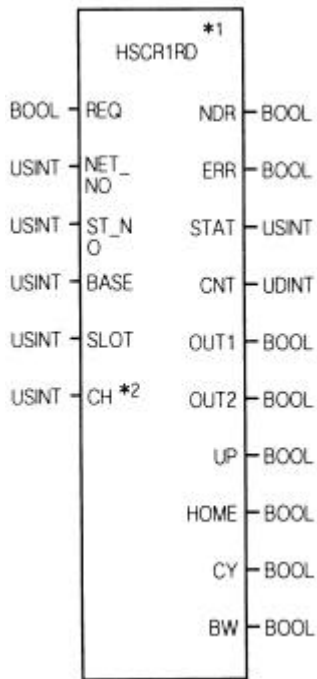 *1
HSCR1RD
BOOL REQ NDR BOOL
USINT NET_NO ERR BOOL
USINT ST_NO STAT USINT
USINT BASE CNT UDINT
USINT SLOT OUT1 BOOL
USINT CH *2 OUT2 BOOL
UP BOOL
HOME BOOL
CY BOOL
BW BOOL